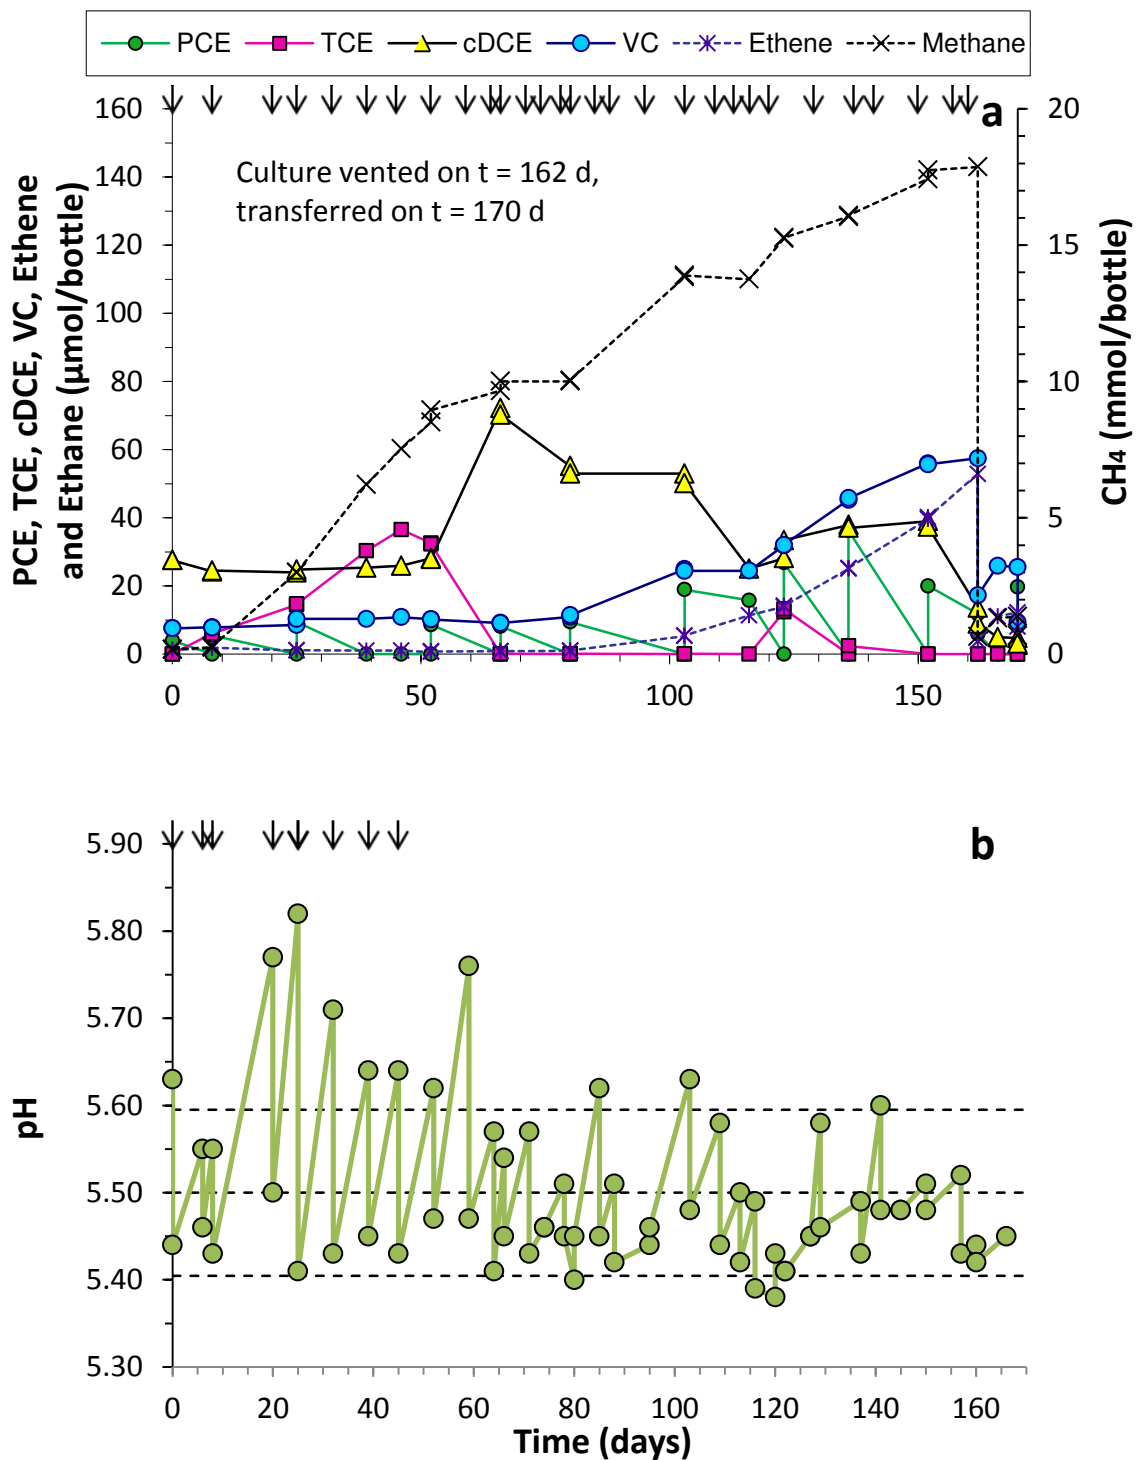 PCE TCE cDCE VC Ethene Methane
a
Culture vented on t = 162 d,
transferred on t = 170 d
PCE, TCE, cDCE, VC, Ethene
and Ethane (µmol/bottle)
160
140
120
100
80
60
40
20
0
20
15
10
5
0
CH4 (mmol/bottle)
0 50 100 150
b
pH
5.90
5.80
5.70
5.60
5.50
5.40
5.30
0 20 40 60 80 100 120 140 160
Time (days)